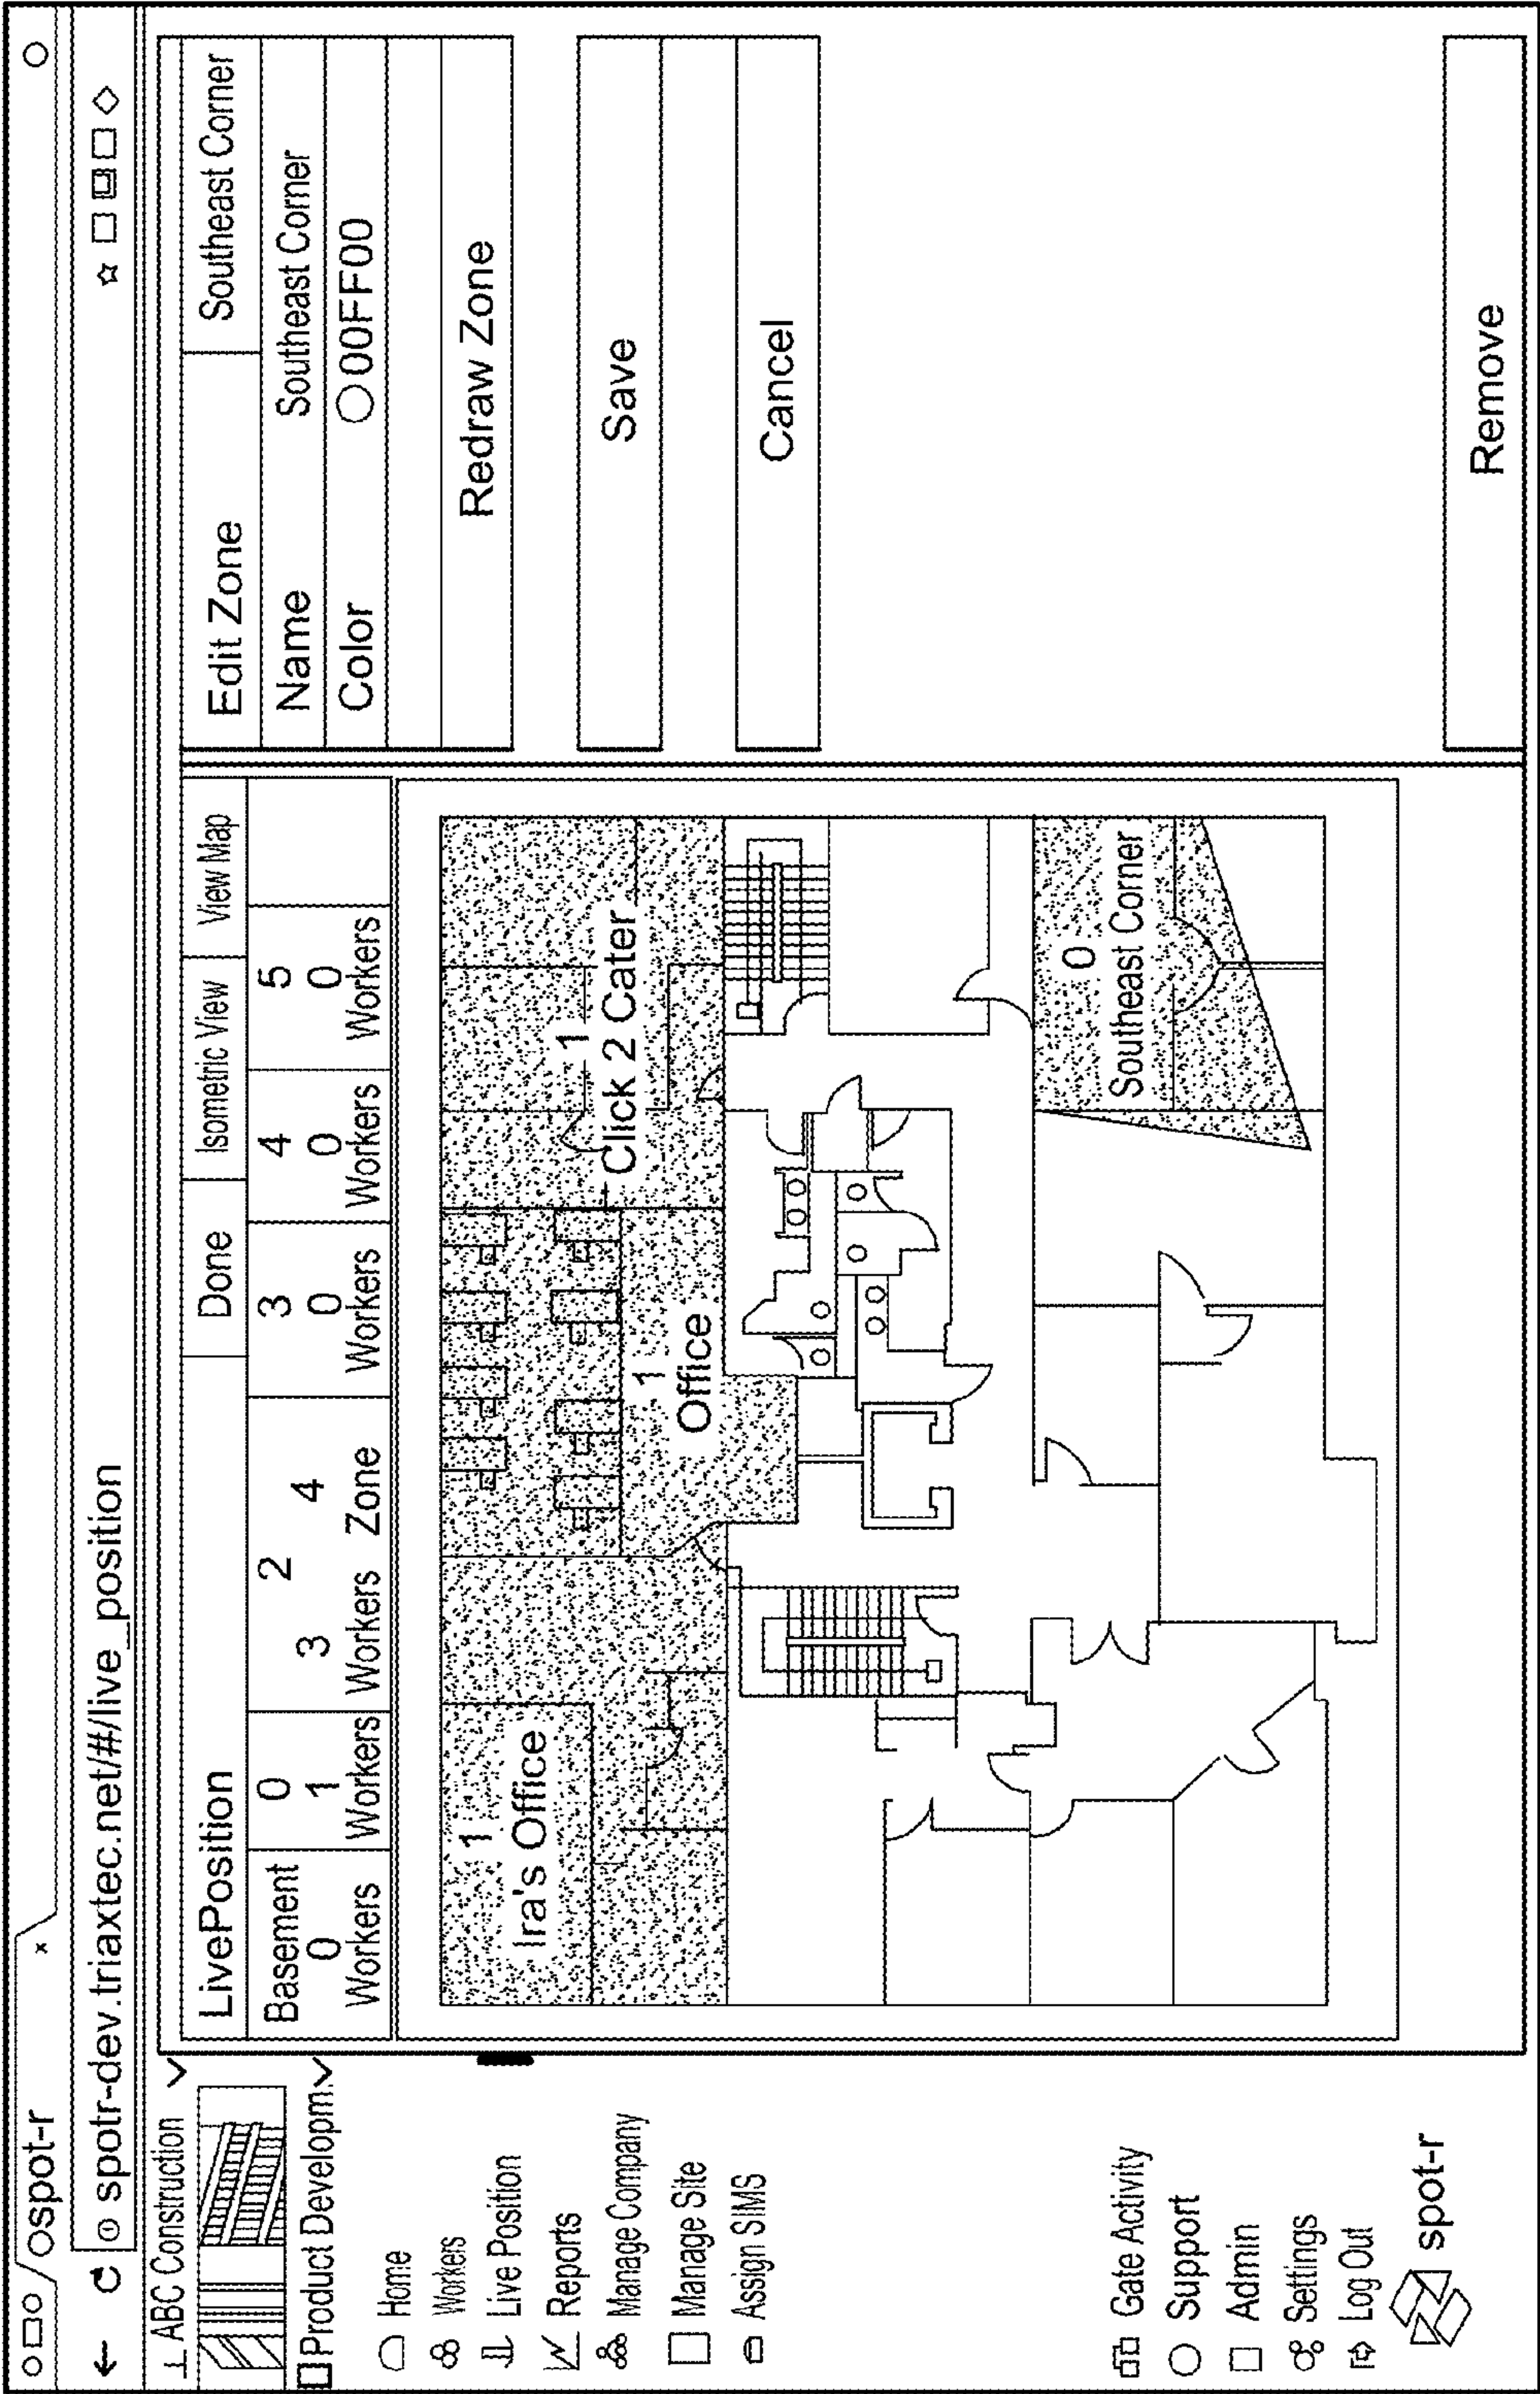 ospot-r
×
spotr-dev.triaxtec.net/#/live_position
ABC Construction
Product Developm.
Home
Workers
Live Position
Reports
Manage Company
Manage Site
Assign SIMS
Gate Activity
Support
Admin
Settings
Log Out
spot-r
LivePosition
Done
Isometric View
View Map
Basement
0
Workers
0
1
Workers
2
3 4
Workers Zone
3
0
Workers
4
0
Workers
5
0
Workers
1
Ira's Office
1
Office
1
Click 2 Cater
0
Southeast Corner
Edit Zone Southeast Corner
Name Southeast Corner
Color 00FF00
Redraw Zone
Save
Cancel
Remove